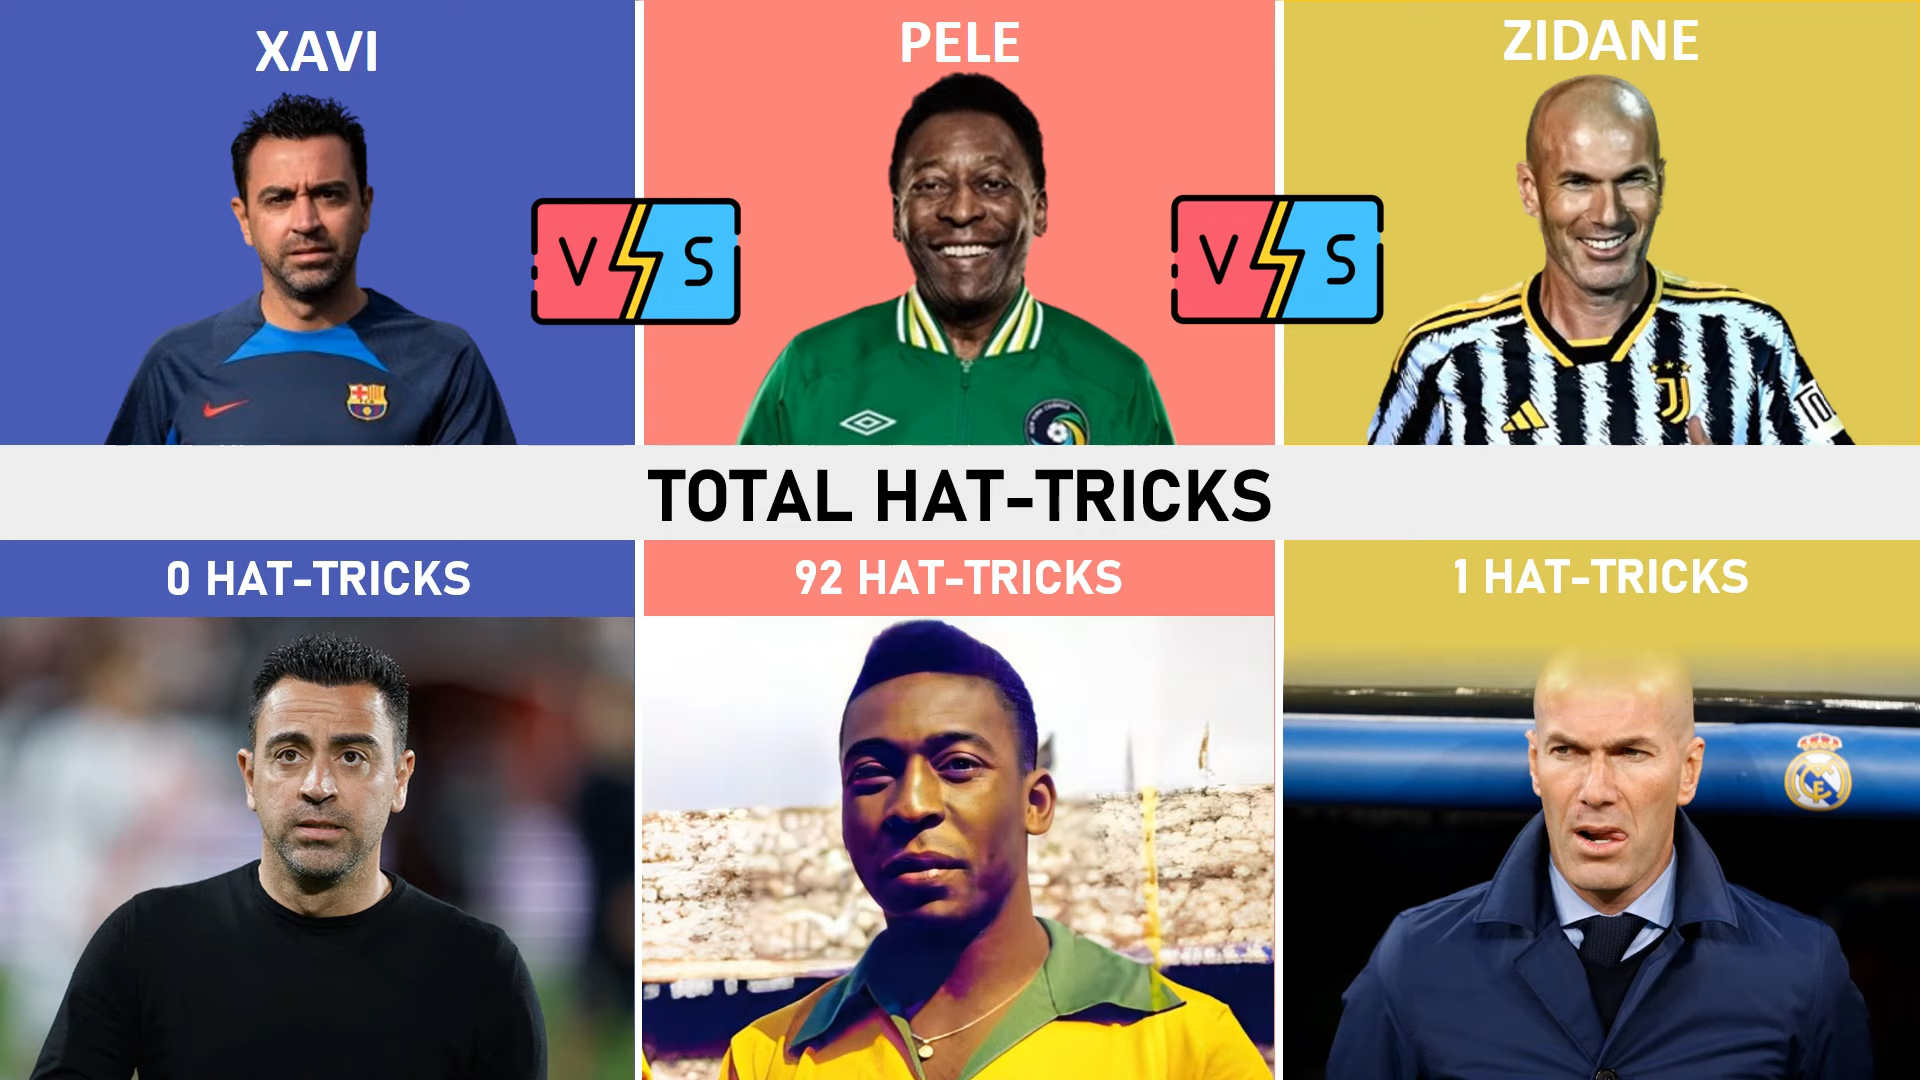 XAVI
PELE
ZIDANE
VS
VS
TOTAL HAT-TRICKS
0 HAT-TRICKS
92 HAT-TRICKS
1 HAT-TRICKS